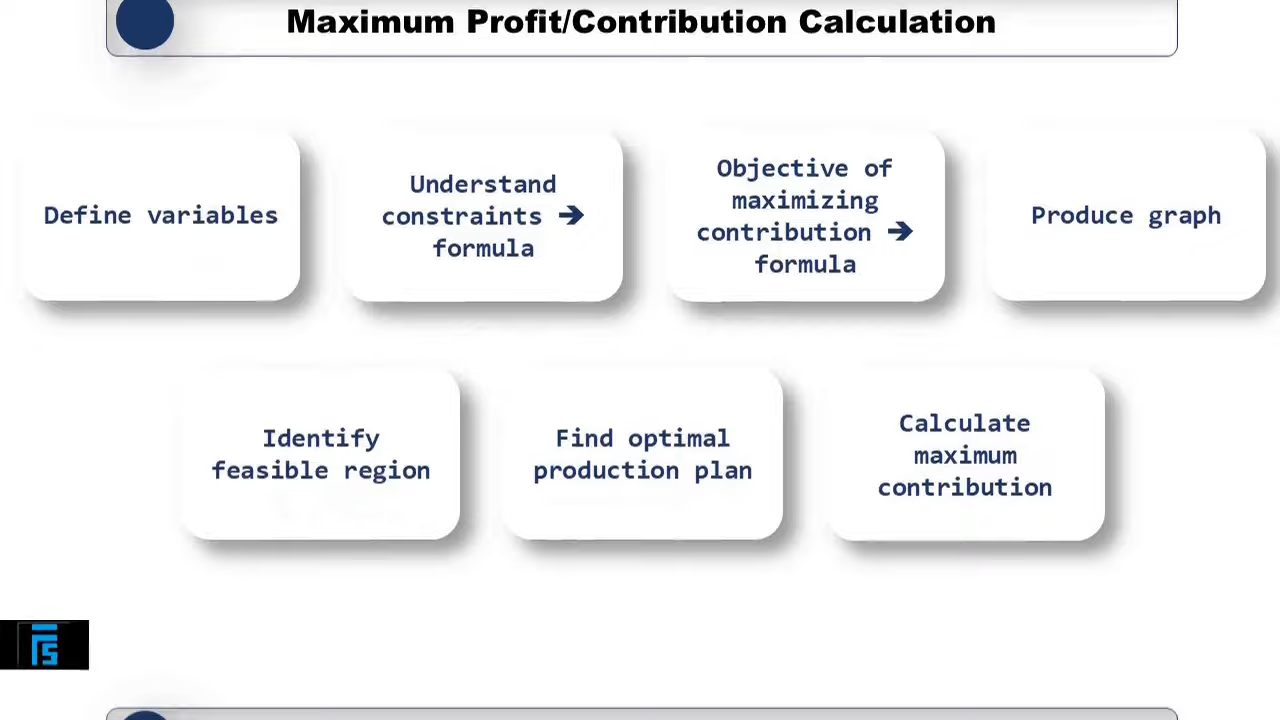 Maximum Profit/Contribution Calculation
Define variables
Understand
constraints ➔
formula
Objective of
maximizing
contribution ➔
formula
Produce graph
Identify
feasible region
Find optimal
production plan
Calculate
maximum
contribution